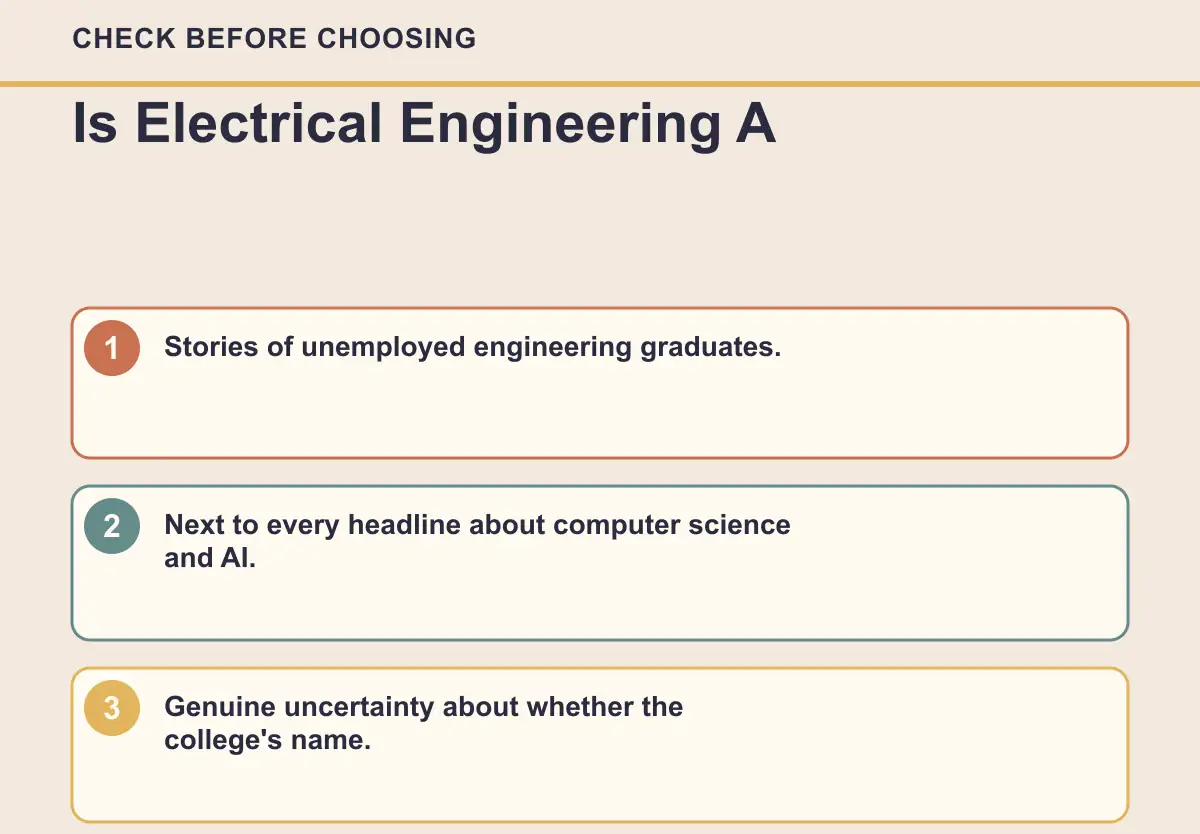 CHECK BEFORE CHOOSING
Is Electrical Engineering A
1
Stories of unemployed engineering graduates.
2
Next to every headline about computer science
and AI.
3
Genuine uncertainty about whether the
college's name.